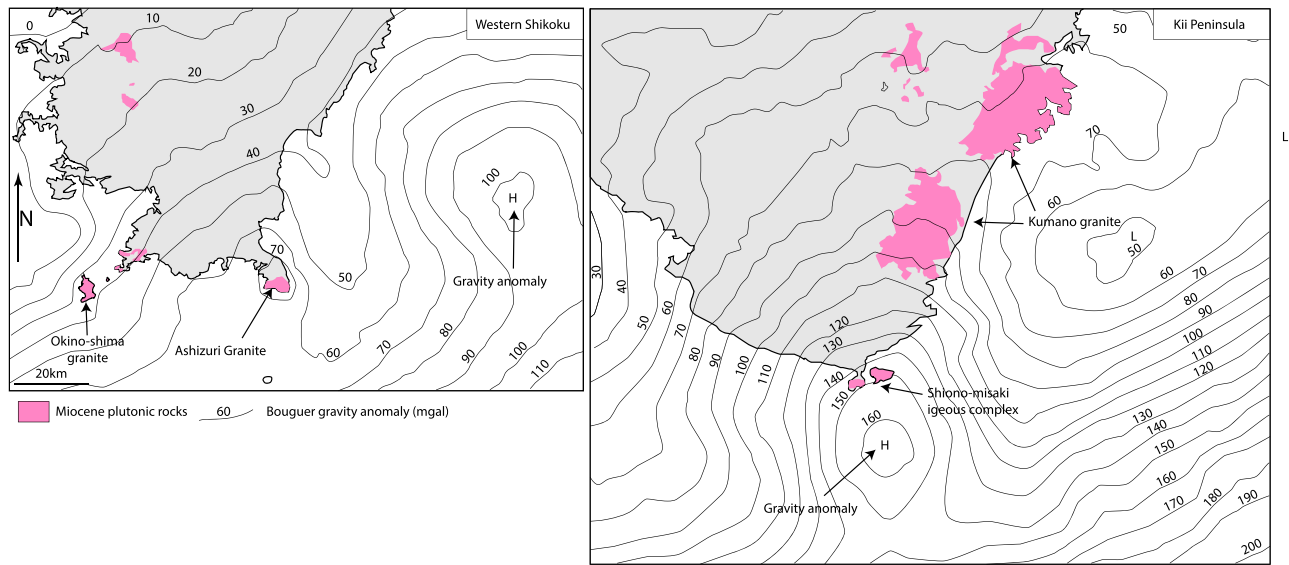 Western Shikoku
0
10
20
30
40
100
H
70
50
Gravity anomaly
N
Okino-shima
granite
Ashizuri Granite
60
70
80
90
100
110
20km
Miocene plutonic rocks
60
Bouguer gravity anomaly (mgal)
Kii Peninsula
50
L
70
60
Kumano granite
L
50
30
40
50
60
70
80
90
100
110
120
130
140
150
160
H
Shiono-misaki
igeous complex
Gravity anomaly
60
70
80
90
100
110
120
130
140
150
160
170
180
190
200